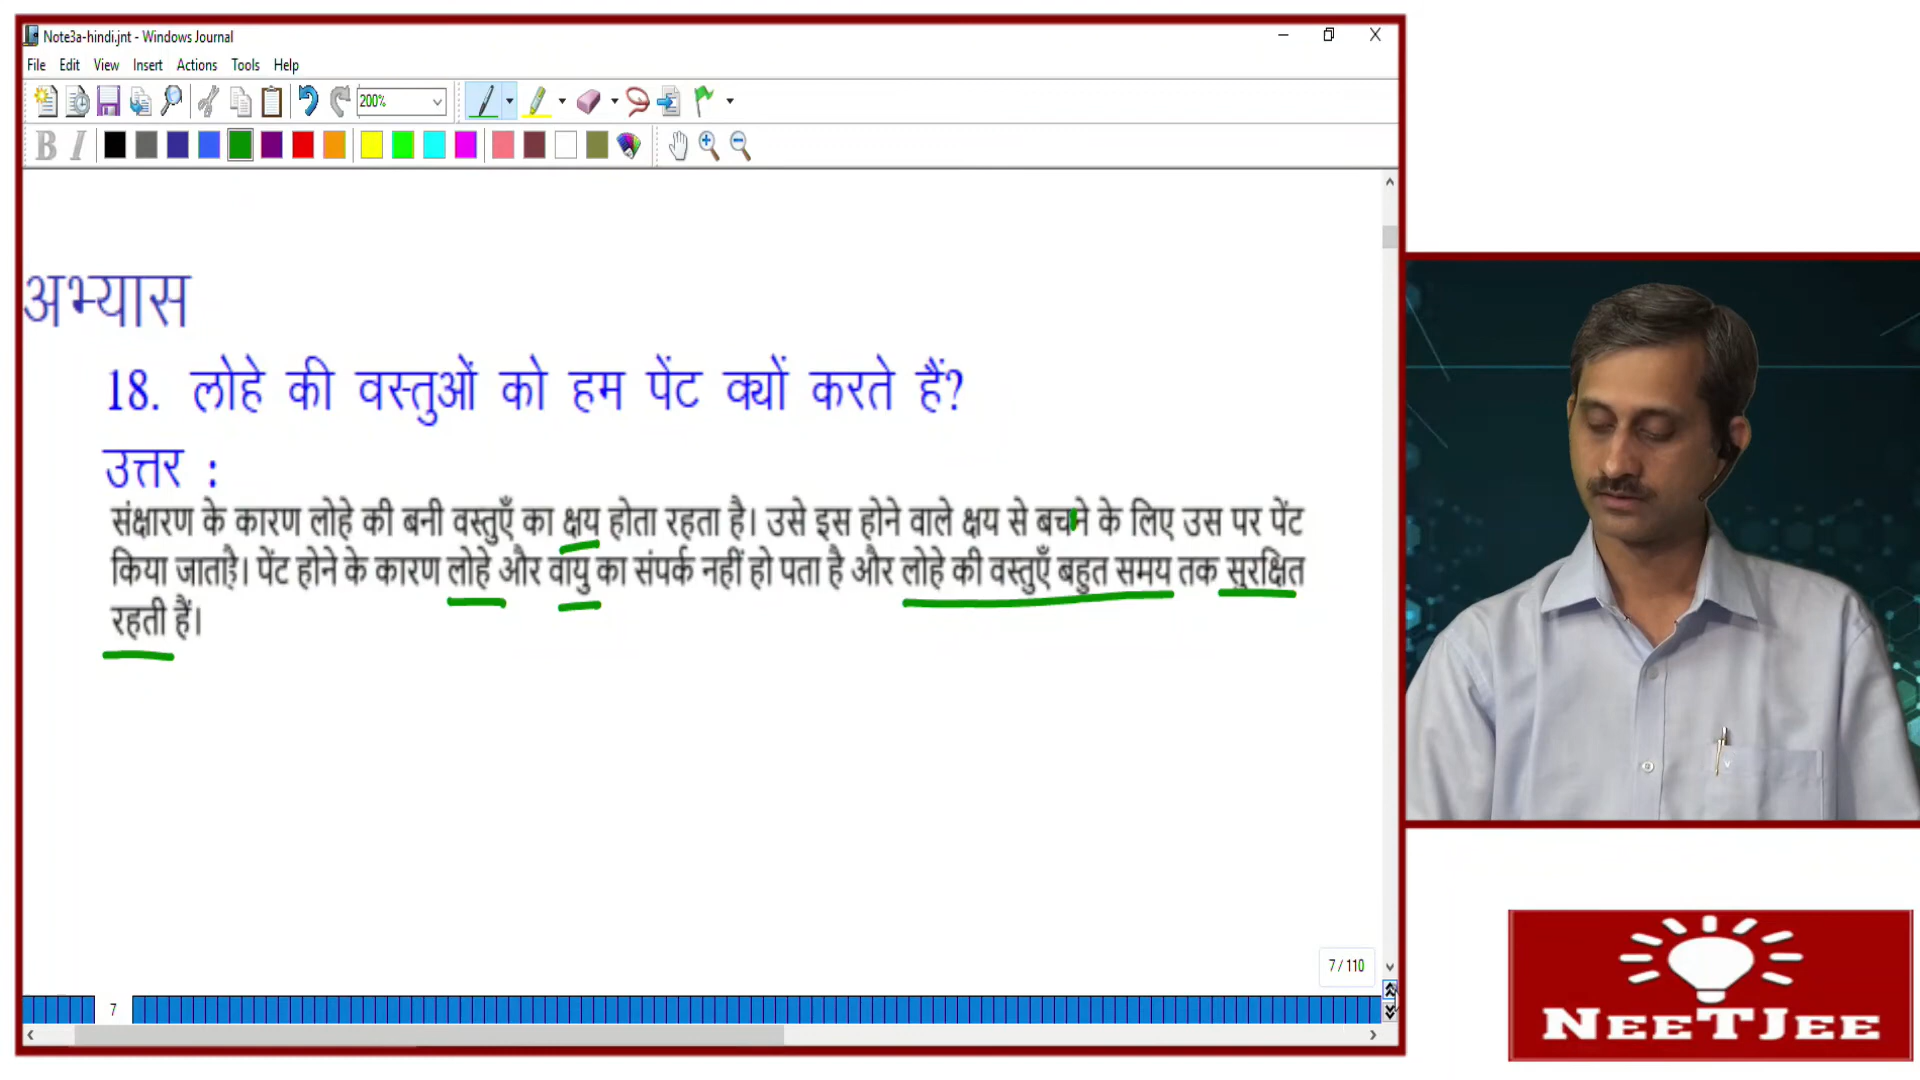 Note3a-hindi.jnt - Windows Journal
File Edit View Insert Actions Tools Help
200%
B I
अभ्यास
18. लोहे की वस्तुओं को हम पेंट क्यों करते हैं?
उत्तर :
संक्षारण के कारण लोहे की बनी वस्तुएँ का क्षय होता रहता है। उसे इस होने वाले क्षय से बचाने के लिए उस पर पेंट
किया जाता है। पेंट होने के कारण लोहे और वायु का संपर्क नहीं हो पता है और लोहे की वस्तुएँ बहुत समय तक सुरक्षित
रहती हैं।
7 / 110
7
NEETJEE